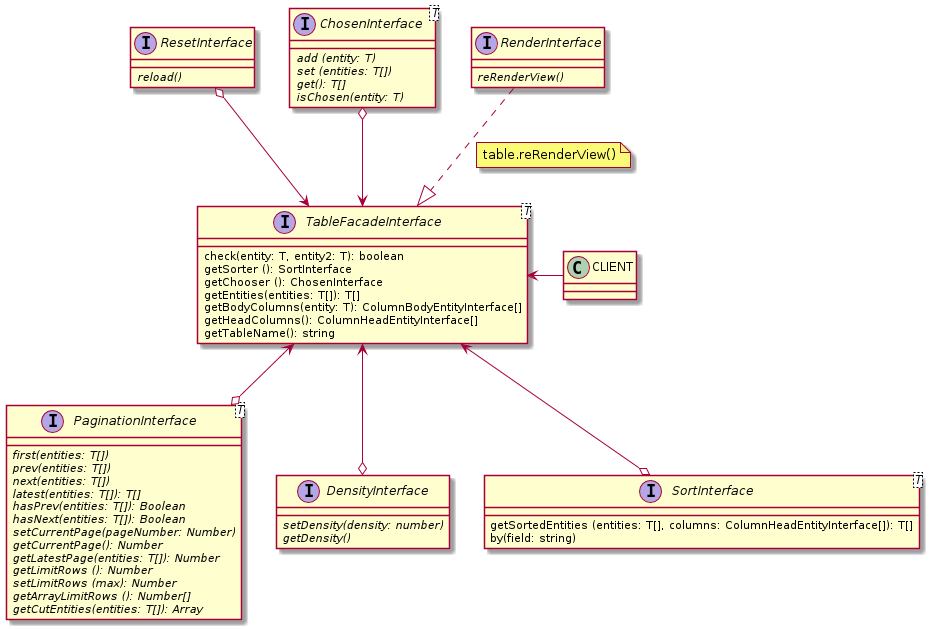 I ResetInterface
reload()
I ChosenInterface
T
add (entity: T)
set (entities: T[])
get(): T[]
isChosen(entity: T)
I RenderInterface
reRenderView()
table.reRenderView()
I TableFacadeInterface
T
check(entity: T, entity2: T): boolean
getSorter (): SortInterface
getChooser (): ChosenInterface
getEntities(entities: T[]): T[]
getBodyColumns(entity: T): ColumnBodyEntityInterface[]
getHeadColumns(): ColumnHeadEntityInterface[]
getTableName(): string
C CLIENT
I PaginationInterface
T
first(entities: T[])
prev(entities: T[])
next(entities: T[])
latest(entities: T[]): T[]
hasPrev(entities: T[]): Boolean
hasNext(entities: T[]): Boolean
setCurrentPage(pageNumber: Number)
getCurrentPage(): Number
getLatestPage(entities: T[]): Number
getLimitRows (): Number
setLimitRows (max): Number
getArrayLimitRows (): Number[]
getCutEntities(entities: T[]): Array
I DensityInterface
setDensity(density: number)
getDensity()
I SortInterface
T
getSortedEntities (entities: T[], columns: ColumnHeadEntityInterface[]): T[]
by(field: string)